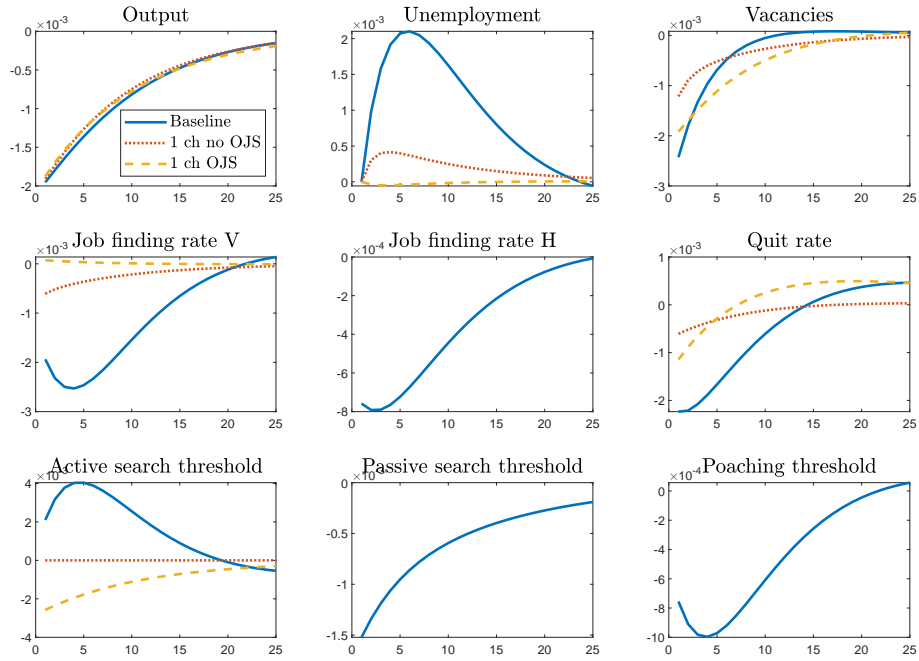 Output Unemployment Vacancies
×10-3 ×10-3 ×10-3
0 -0.5 -1 -1.5 -2
0 5 10 15 20 25
Baseline
1 ch no OJS
1 ch OJS
2 1.5 1 0.5 0
0 5 10 15 20 25
0 -1 -2 -3
0 5 10 15 20 25
Job finding rate V Job finding rate H Quit rate
×10-3 ×10-4 ×10-3
0 -1 -2 -3
0 5 10 15 20 25
0 -2 -4 -6 -8
0 5 10 15 20 25
1 0 -1 -2
0 5 10 15 20 25
Active search threshold Passive search threshold Poaching threshold
×10 ×10 ×10-4
4 2 0 -2 -4
0 5 10 15 20 25
0 -0.5 -1 -1.5
0 5 10 15 20 25
0 -2 -4 -6 -8 -10
0 5 10 15 20 25